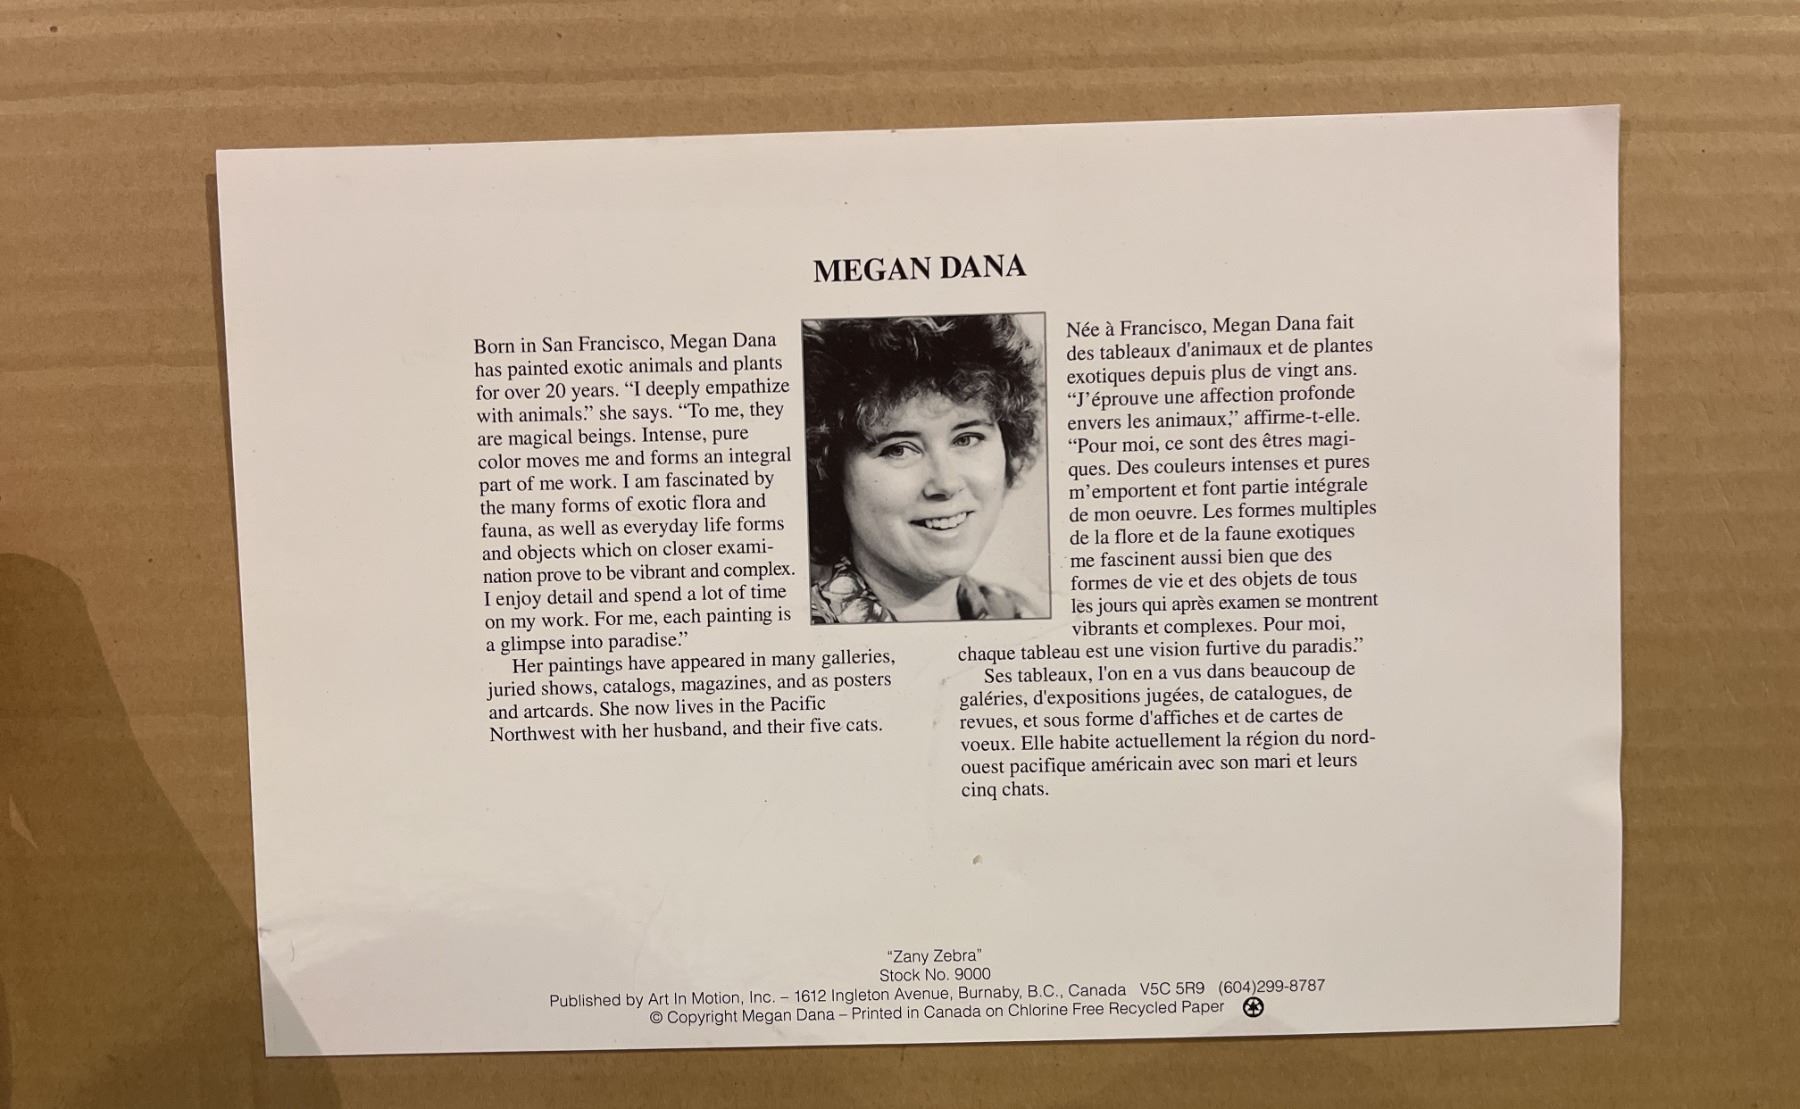 MEGAN DANA
Born in San Francisco, Megan Dana
has painted exotic animals and plants
for over 20 years. “I deeply empathize
with animals.” she says. “To me, they
are magical beings. Intense, pure
color moves me and forms an integral
part of me work. I am fascinated by
the many forms of exotic flora and
fauna, as well as everyday life forms
and objects which on closer exami-
nation prove to be vibrant and complex.
I enjoy detail and spend a lot of time
on my work. For me, each painting is
a glimpse into paradise.”
Her paintings have appeared in many galleries,
juried shows, catalogs, magazines, and as posters
and artcards. She now lives in the Pacific
Northwest with her husband, and their five cats.
Née à Francisco, Megan Dana fait
des tableaux d'animaux et de plantes
exotiques depuis plus de vingt ans.
“J’éprouve une affection profonde
envers les animaux,” affirme-t-elle.
“Pour moi, ce sont des êtres magi-
ques. Des couleurs intenses et pures
m’emportent et font partie intégrale
de mon oeuvre. Les formes multiples
de la flore et de la faune exotiques
me fascinent aussi bien que des
formes de vie et des objets de tous
les jours qui après examen se montrent
vibrants et complexes. Pour moi,
chaque tableau est une vision furtive du paradis.”
Ses tableaux, l'on en a vus dans beaucoup de
galéries, d'expositions jugées, de catalogues, de
revues, et sous forme d'affiches et de cartes de
voeux. Elle habite actuellement la région du nord-
ouest pacifique américain avec son mari et leurs
cinq chats.
“Zany Zebra”
Stock No. 9000
Published by Art In Motion, Inc. – 1612 Ingleton Avenue, Burnaby, B.C., Canada V5C 5R9 (604)299-8787
© Copyright Megan Dana – Printed in Canada on Chlorine Free Recycled Paper